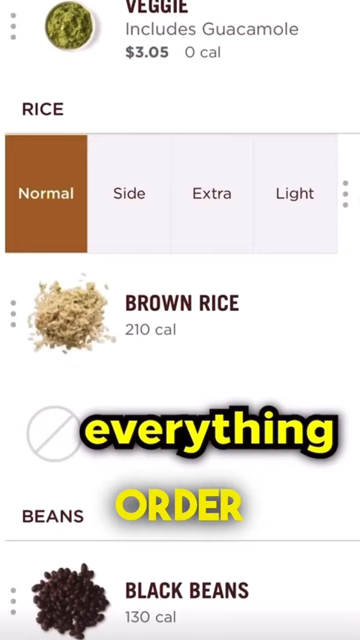 VEGGIE
Includes Guacamole
$3.05 0 cal
RICE
Normal Side Extra Light
BROWN RICE
210 cal
everything
ORDER
BEANS
BLACK BEANS
130 cal